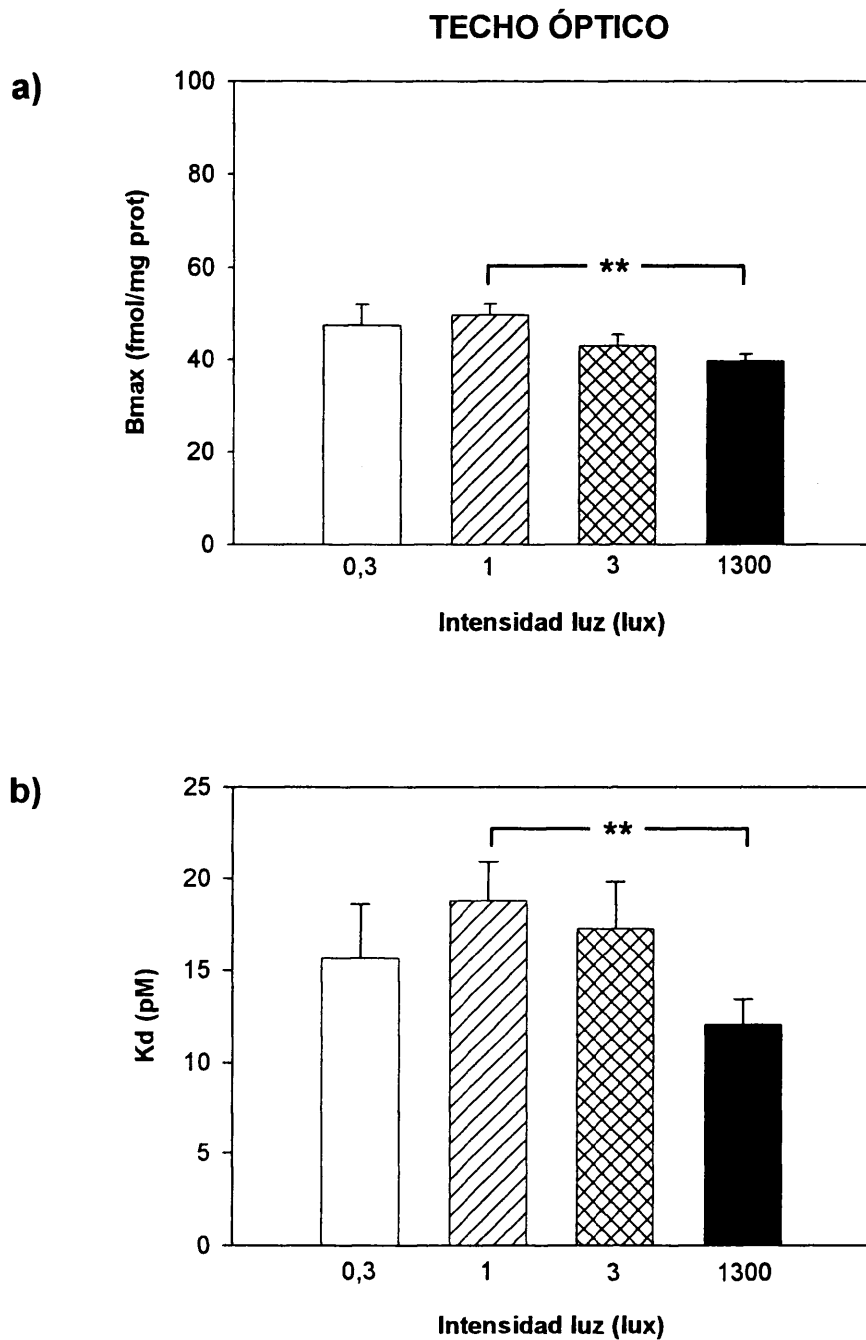 TECHO ÓPTICO
a)
100
80
60
40
20
0
Bmax (fmol/mg prot)
**
0,3 1 3 1300
Intensidad luz (lux)
b)
25
20
15
10
5
0
Kd (pM)
**
0,3 1 3 1300
Intensidad luz (lux)